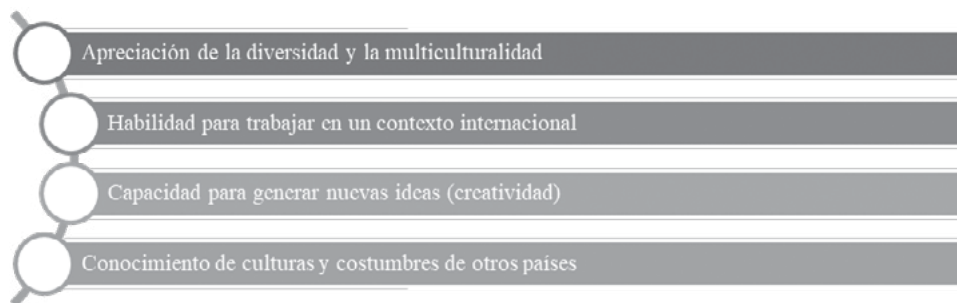 Apreciación de la diversidad y la multiculturalidad
Habilidad para trabajar en un contexto internacional
Capacidad para generar nuevas ideas (creatividad)
Conocimiento de culturas y costumbres de otros países